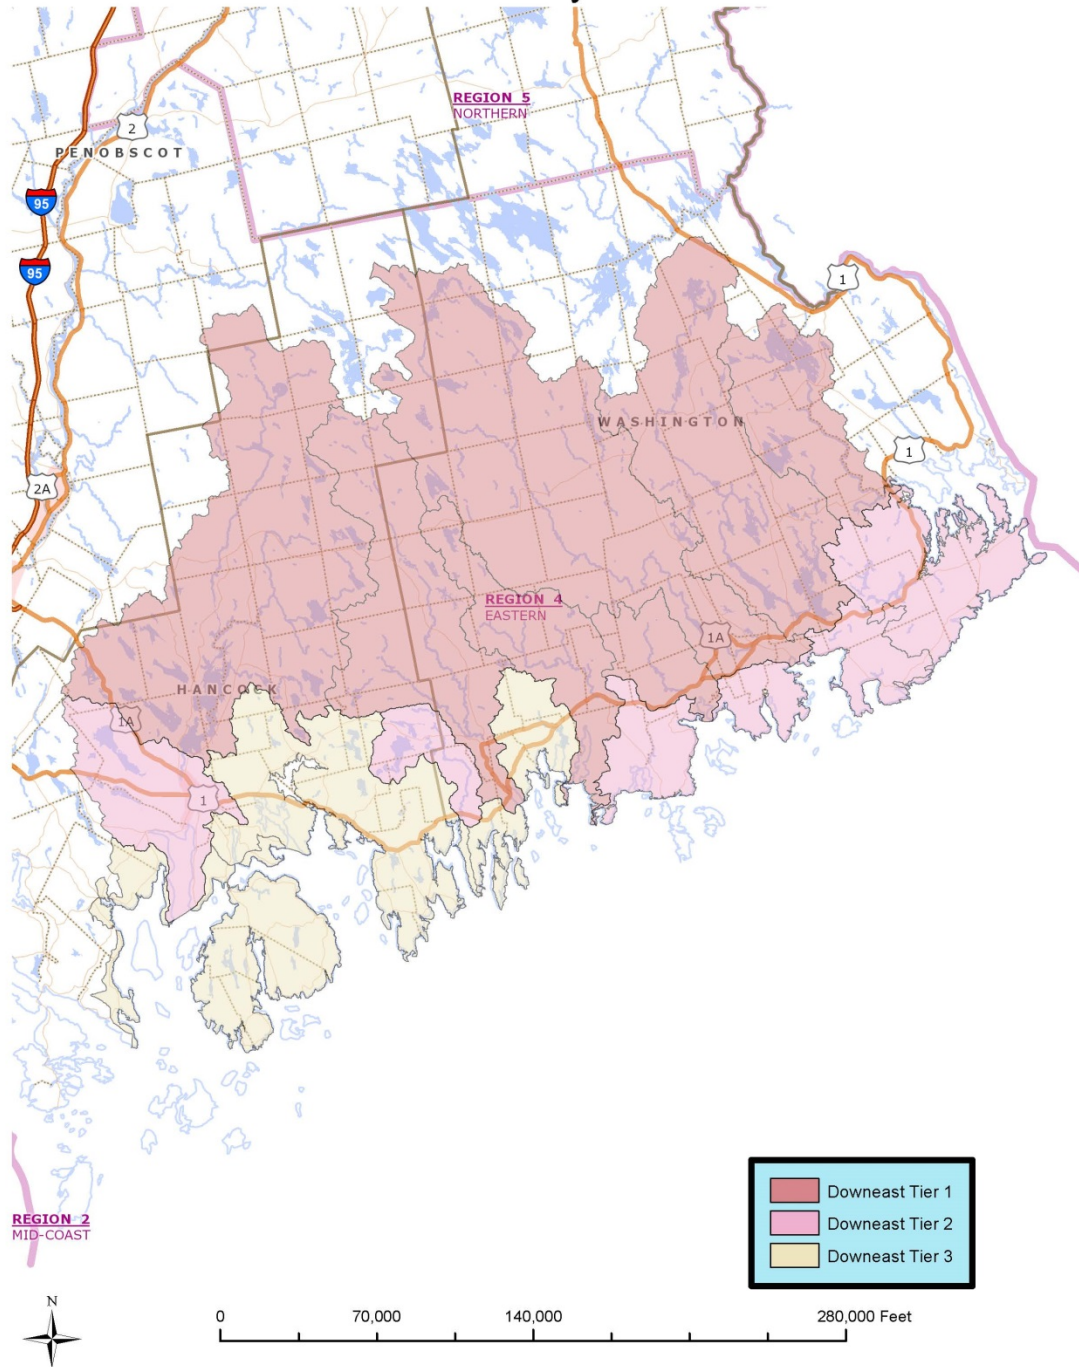 REGION 5
NORTHERN
2
PENOBSCOT
95
95
1
WASHINGTON
1
2A
REGION 4
EASTERN
1A
HANCOCK
1A
1
Downeast Tier 1
Downeast Tier 2
Downeast Tier 3
REGION 2
MID-COAST
N
0 70,000 140,000 280,000 Feet